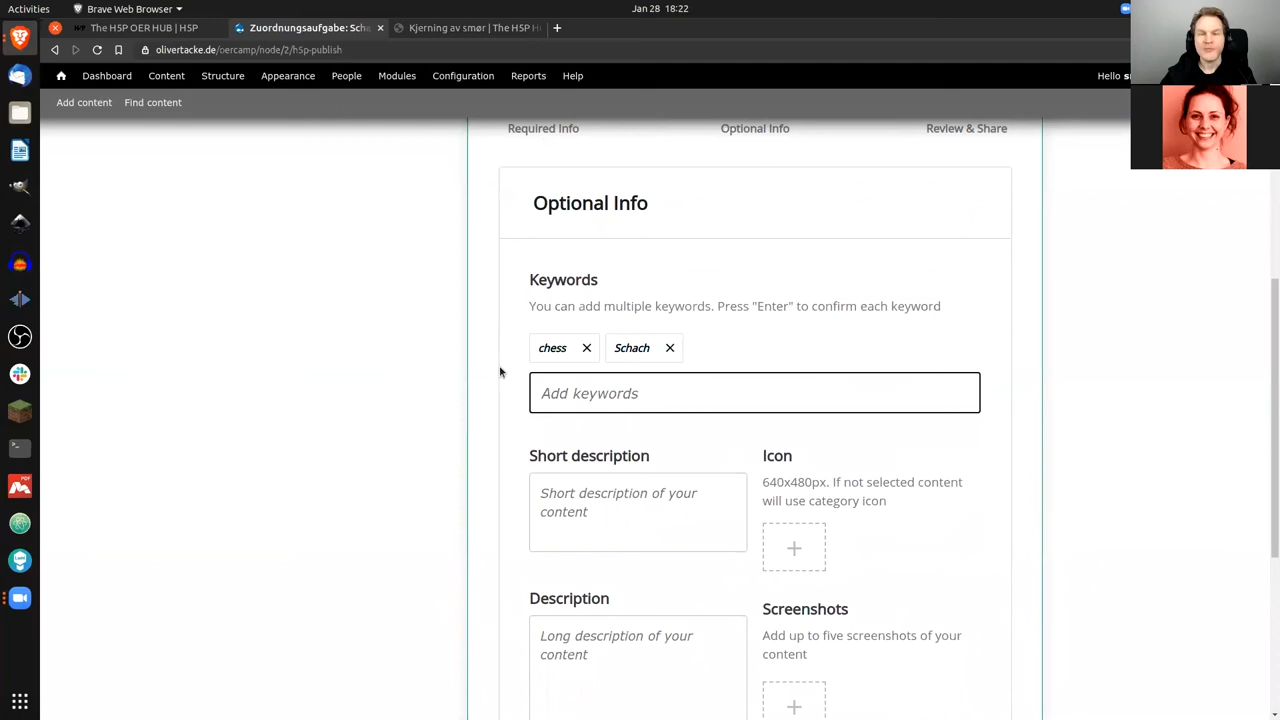 Activities
Brave Web Browser
Jan 28 18:22
The H5P OER HUB | H5P
Zuordnungsaufgabe: Sch
Kjerning av smør | The H5P H
olivertacke.de/oercamp/node/2/h5p-publish
Dashboard Content Structure Appearance People Modules Configuration Reports Help
Hello
Add content Find content
Required Info
Optional Info
Review & Share
Optional Info
Keywords
You can add multiple keywords. Press "Enter" to confirm each keyword
chess
Schach
Add keywords
Short description
Short description of your
content
Icon
640x480px. If not selected content
will use category icon
Description
Long description of your
content
Screenshots
Add up to five screenshots of your
content